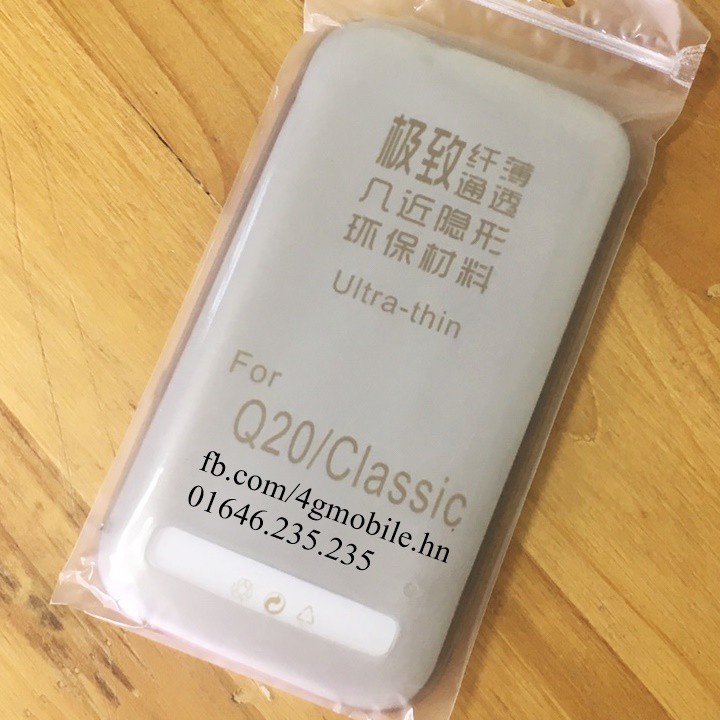 极致纤薄
通透
几近隐形
环保材料
Ultra-thin
For
Q20/Classic
fb.com/4gmobile.hn
01646.235.235